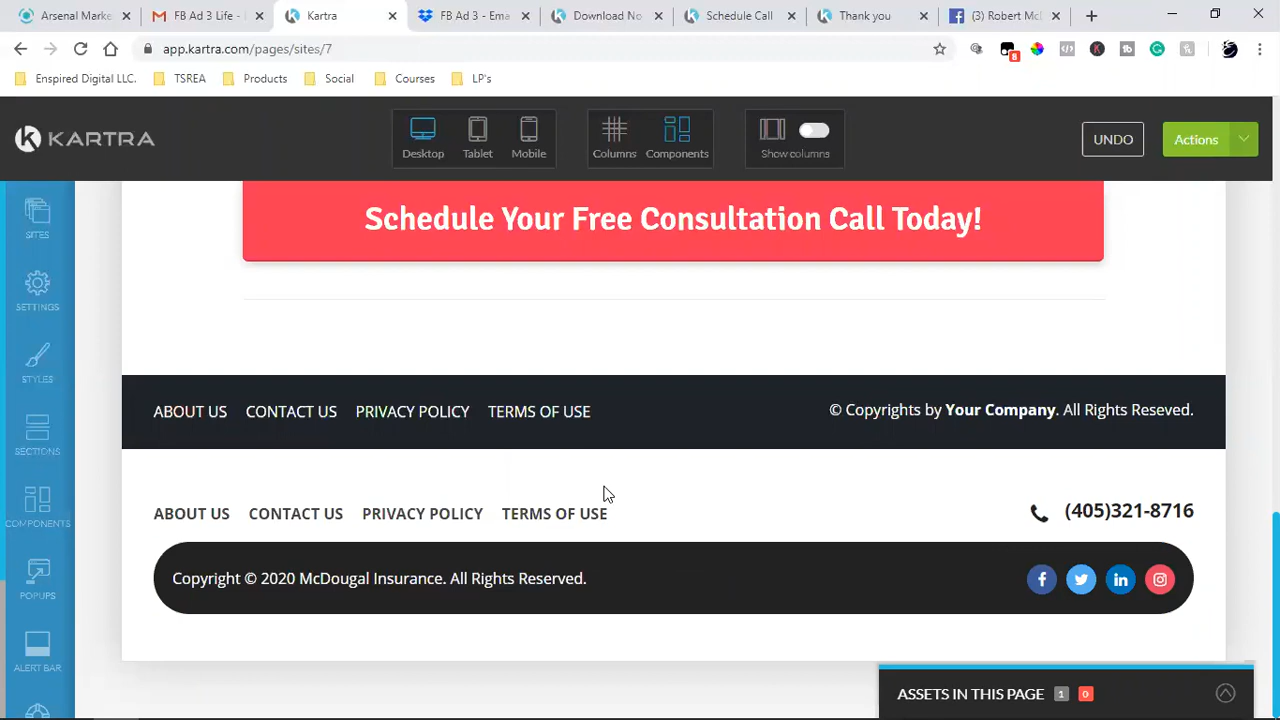 Arsenal Marke
FB Ad 3 Life -
Kartra
FB Ad 3 - Ema
Download No
Schedule Call
Thank you
(3) Robert Mc
app.kartra.com/pages/sites/7
8
Enspired Digital LLC.
TSREA
Products
Social
Courses
LP's
KARTRA
Desktop
Tablet
Mobile
Columns
Components
Show columns
UNDO
Actions
SITES
SETTINGS
STYLES
SECTIONS
COMPONENTS
POPUPS
ALERT BAR
Schedule Your Free Consultation Call Today!
ABOUT US CONTACT US PRIVACY POLICY TERMS OF USE
© Copyrights by Your Company. All Rights Reseved.
ABOUT US CONTACT US PRIVACY POLICY TERMS OF USE
(405)321-8716
Copyright © 2020 McDougal Insurance. All Rights Reserved.
ASSETS IN THIS PAGE 1 0